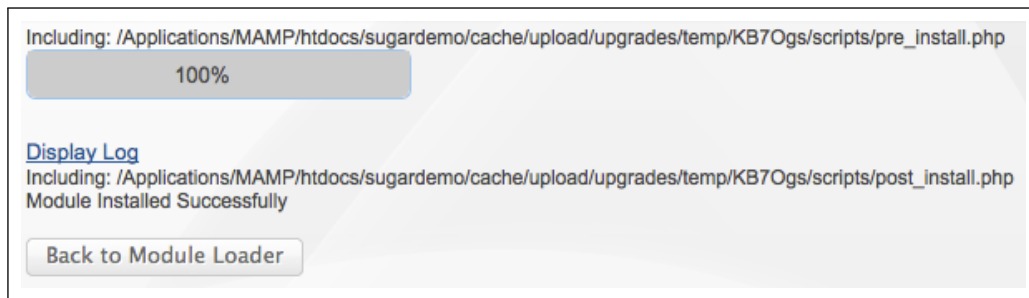 Including: /Applications/MAMP/htdocs/sugardemo/cache/upload/upgrades/temp/KB7Ogs/scripts/pre_install.php
100%
Display Log
Including: /Applications/MAMP/htdocs/sugardemo/cache/upload/upgrades/temp/KB7Ogs/scripts/post_install.php
Module Installed Successfully
Back to Module Loader